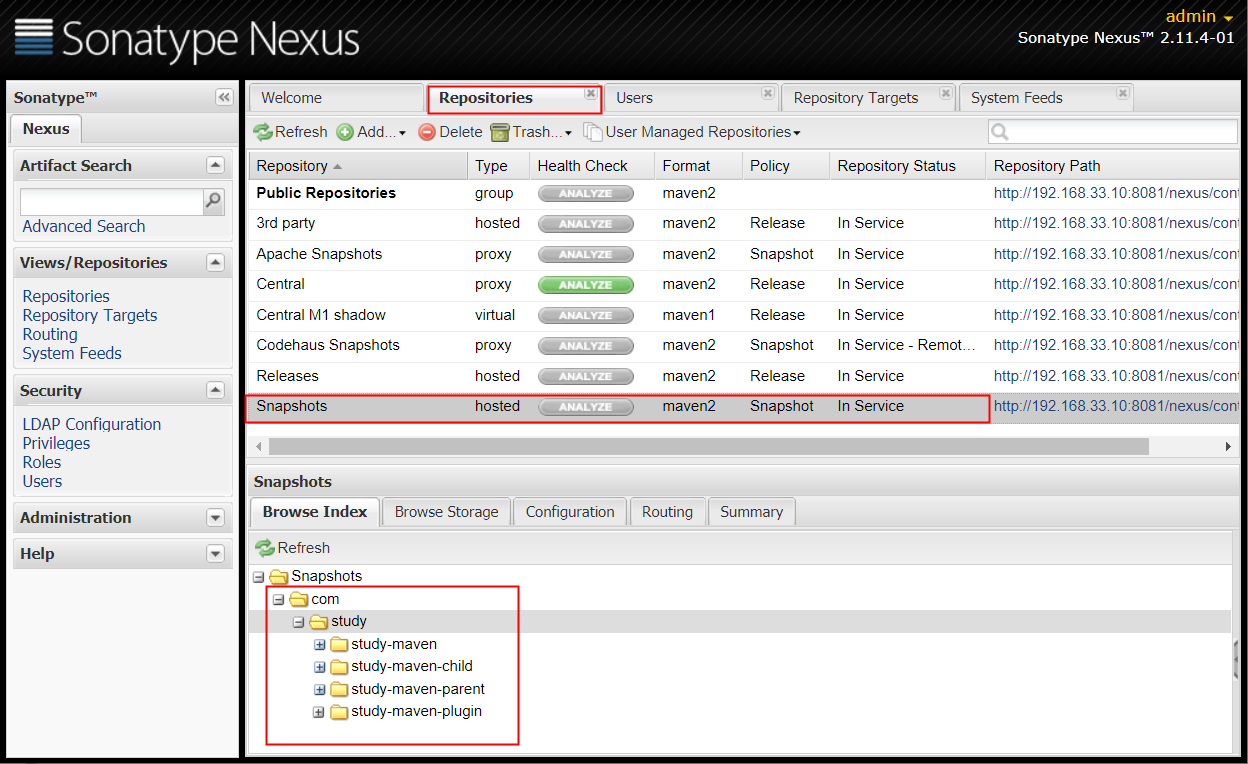 Sonatype Nexus
admin
Sonatype Nexus™ 2.11.4-01
Sonatype™
Nexus
Artifact Search
Advanced Search
Views/Repositories
Repositories
Repository Targets
Routing
System Feeds
Security
LDAP Configuration
Privileges
Roles
Users
Administration
Help
Welcome Repositories Users Repository Targets System Feeds
Refresh Add... Delete Trash... User Managed Repositories
Repository Type Health Check Format Policy Repository Status Repository Path
Public Repositories group ANALYZE maven2 http://192.168.33.10:8081/nexus/cont
3rd party hosted ANALYZE maven2 Release In Service http://192.168.33.10:8081/nexus/cont
Apache Snapshots proxy ANALYZE maven2 Snapshot In Service http://192.168.33.10:8081/nexus/cont
Central proxy ANALYZE maven2 Release In Service http://192.168.33.10:8081/nexus/cont
Central M1 shadow virtual ANALYZE maven1 Release In Service http://192.168.33.10:8081/nexus/cont
Codehaus Snapshots proxy ANALYZE maven2 Snapshot In Service - Remot... http://192.168.33.10:8081/nexus/cont
Releases hosted ANALYZE maven2 Release In Service http://192.168.33.10:8081/nexus/cont
Snapshots hosted ANALYZE maven2 Snapshot In Service http://192.168.33.10:8081/nexus/cont
Snapshots
Browse Index Browse Storage Configuration Routing Summary
Refresh
Snapshots
com
study
study-maven
study-maven-child
study-maven-parent
study-maven-plugin